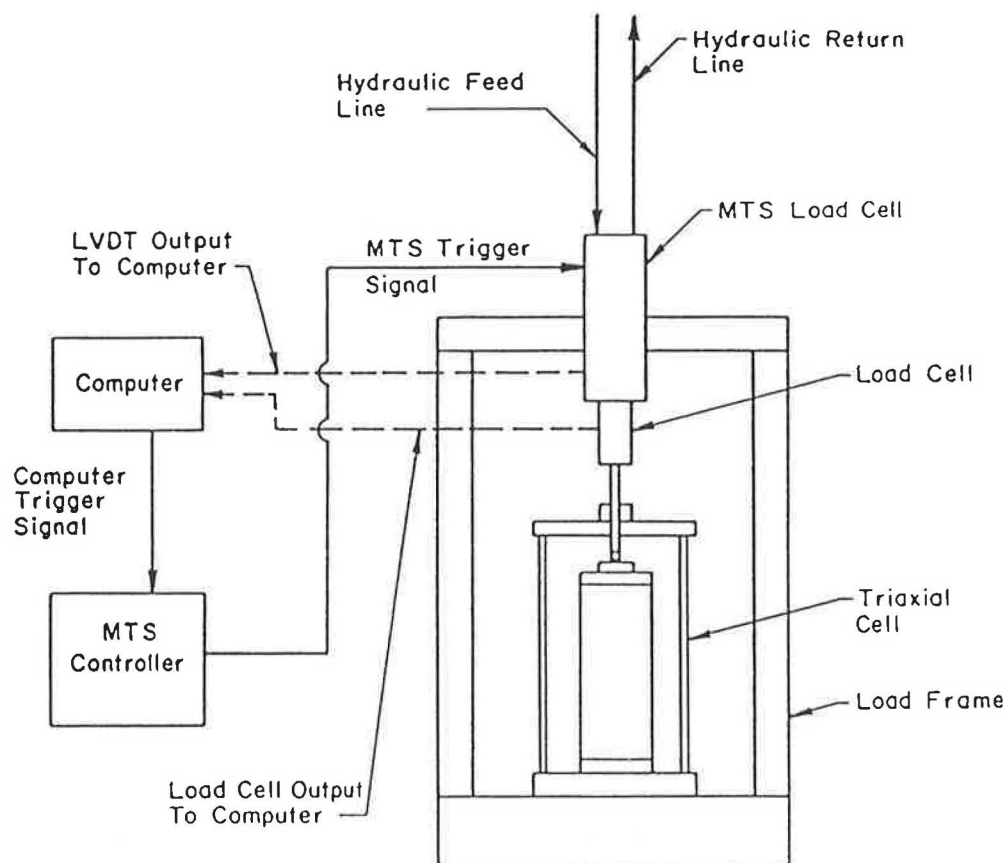 Hydraulic Return
Line
Hydraulic Feed
Line
MTS Load Cell
LVDT Output
To Computer
MTS Trigger
Signal
Computer
Load Cell
Computer
Trigger
Signal
MTS
Controller
Triaxial
Cell
Load Frame
Load Cell Output
To Computer